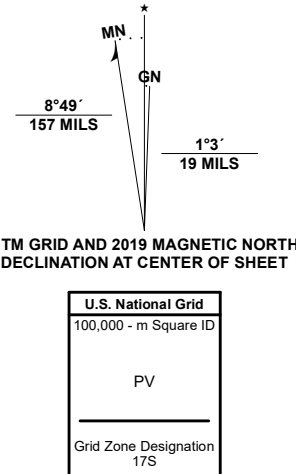 ★
MN
GN
8°49´
157 MILS
1°3´
19 MILS
TM GRID AND 2019 MAGNETIC NORTH
DECLINATION AT CENTER OF SHEET
U.S. National Grid
100,000 - m Square ID
PV
Grid Zone Designation
17S